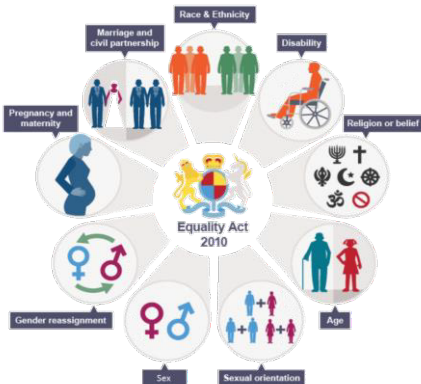 Race & Ethnicity
Marriage and
civil partnership
Disability
Pregnancy and
maternity
Religion or belief
Equality Act
2010
Gender reassignment
Age
Sex
Sexual orientation